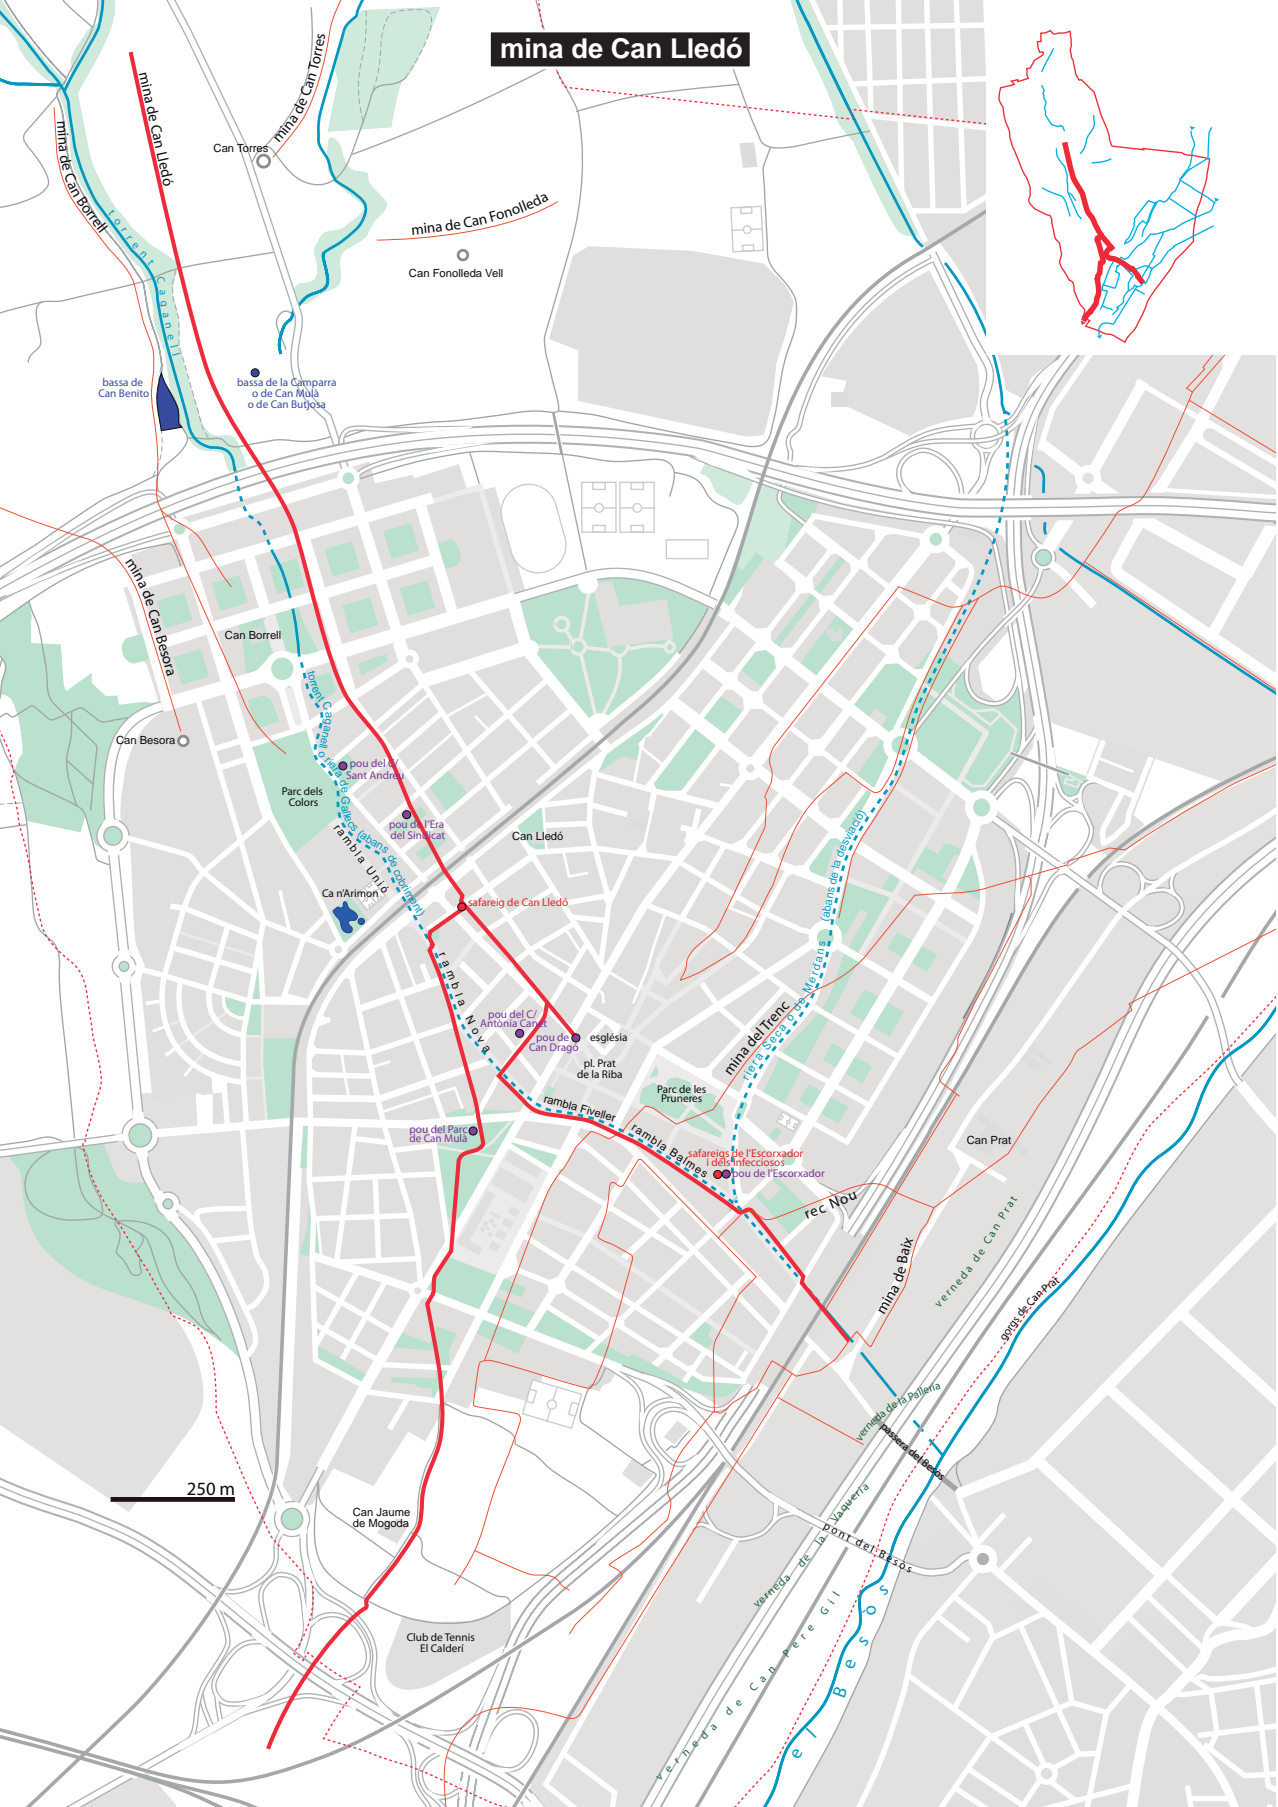 mina de Can Lledó
mina de Can Torres
mina de Can Lledó
mina de Can Borrell
Can Torres
mina de Can Fonolleda
Can Fonolleda Vell
torrent Caganell
bassa de
Can Benito
bassa de la Camparra
o de Can Mulà
o de Can Butjosa
mina de Can Besora
Can Borrell
Can Besora
torrent Caganell o riera de Gallecs (abans de cobriment)
pou del C/
Sant Andreu
Parc dels
Colors
pou de l'Era
del Sindicat
rambla Unió
Can Lledó
Ca n'Arimon
safareig de Can Lledó
rambla Nova
pou del C/
Antònia Canet
pou de
Can Dragó
església
pl. Prat
de la Riba
riera Seca o de Merdans (abans de la desviació)
mina del Trenc
Parc de les
Pruneres
rambla Fiveller
rambla Balmes
pou del Parc
de Can Mulà
safareigs de l'Escorxador
i dels Infecciosos
pou de l'Escorxador
Can Prat
rec Nou
mina de Baix
verneda de Can Prat
gorgs de Can Prat
verneda de la Palleria
passera del Besòs
250 m
Can Jaume
de Mogoda
verneda de la Vaqueria
pont del Besòs
Club de Tennis
El Calderí
verneda de Can Pere Gil
el Besòs